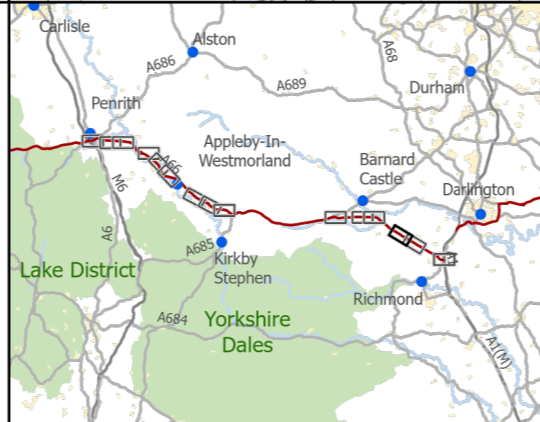 Carlisle
Alston
A686
A68
A689
Durham
Penrith
Appleby-In-
Westmorland
A66
Barnard
Castle
Darlington
M6
A6
A685
Kirkby
Stephen
Lake District
Richmond
A684
Yorkshire
Dales
A1(M)